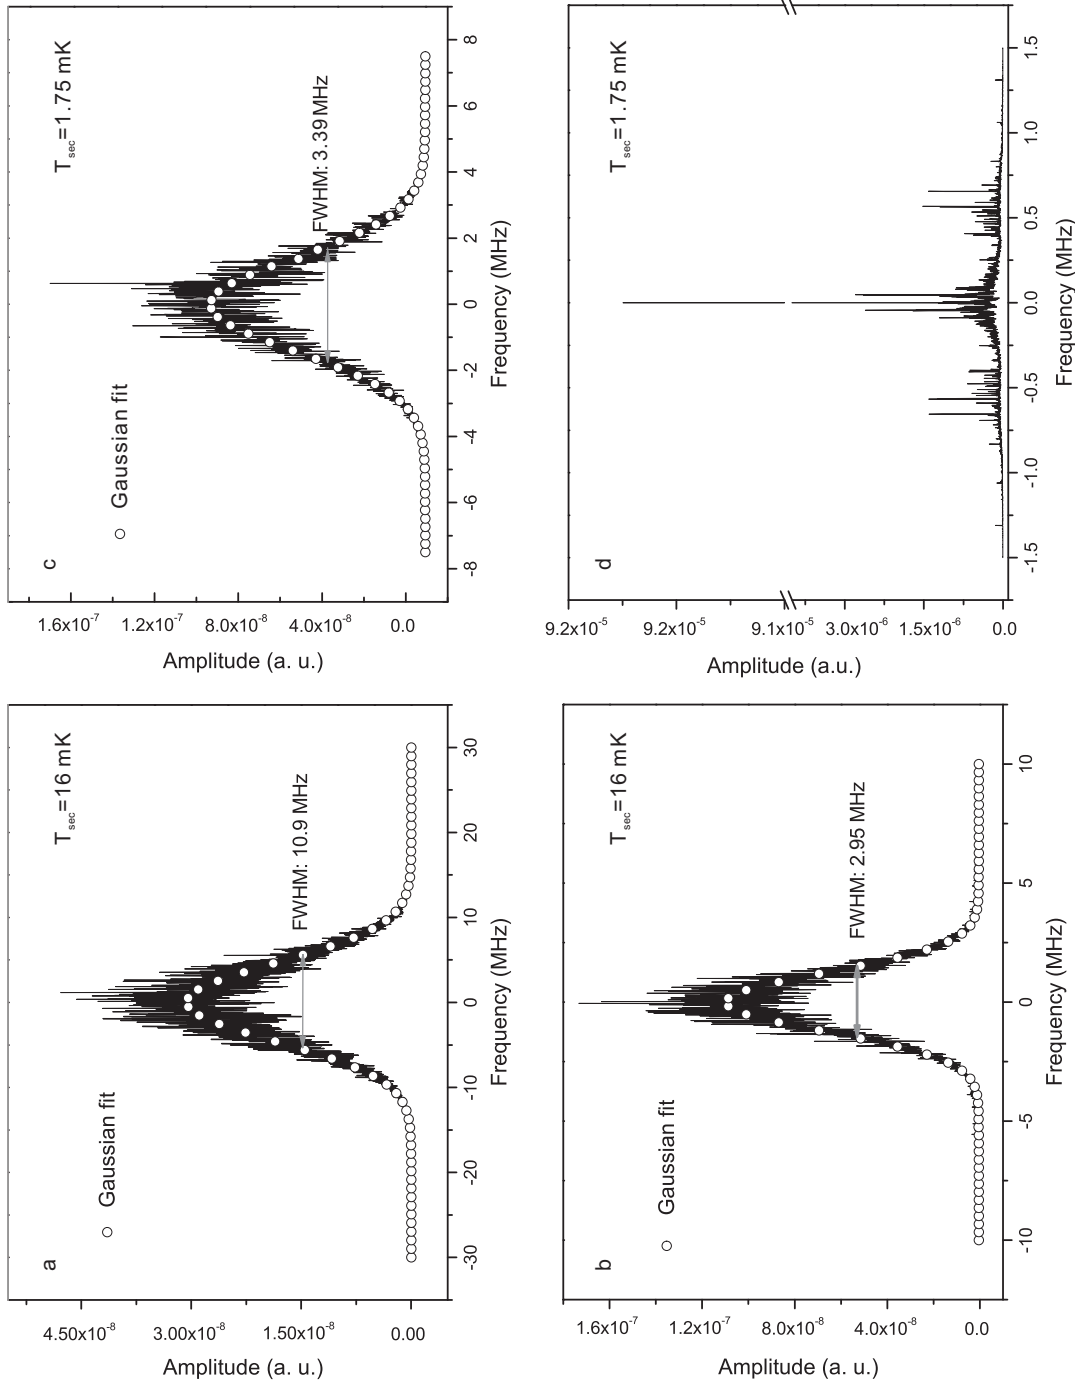 a
T_sec=16 mK
Gaussian fit
FWHM: 10.9 MHz
4.50x10^-8
3.00x10^-8
1.50x10^-8
0.00
Amplitude (a. u.)
-30 -20 -10 0 10 20 30
Frequency (MHz)
c
T_sec=1.75 mK
Gaussian fit
FWHM: 3.39 MHz
1.6x10^-7
1.2x10^-7
8.0x10^-8
4.0x10^-8
0.0
Amplitude (a. u.)
-8 -6 -4 -2 0 2 4 6 8
Frequency (MHz)
b
T_sec=16 mK
Gaussian fit
FWHM: 2.95 MHz
1.6x10^-7
1.2x10^-7
8.0x10^-8
4.0x10^-8
0.0
Amplitude (a. u.)
-10 -5 0 5 10
Frequency (MHz)
d
T_sec=1.75 mK
9.2x10^-5
9.2x10^-5
9.1x10^-5
3.0x10^-6
1.5x10^-6
0.0
Amplitude (a.u.)
-1.5 -1.0 -0.5 0.0 0.5 1.0 1.5
Frequency (MHz)